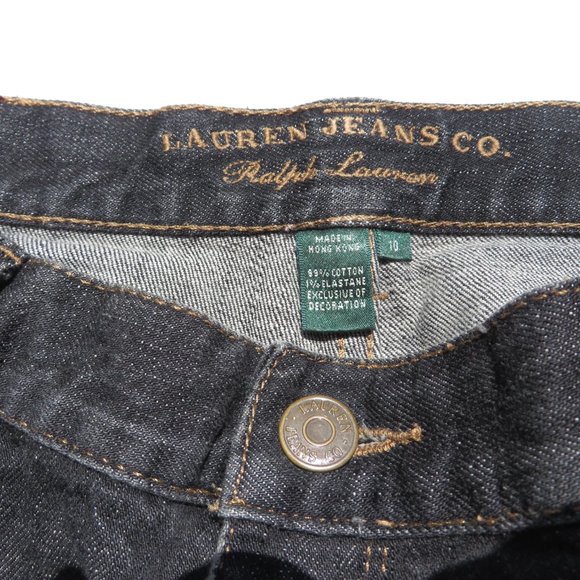 LAUREN JEANS CO.
Ralph Lauren
MADE IN
HONG KONG
10
99% COTTON
1% ELASTANE
EXCLUSIVE OF
DECORATION
LAUREN
JEANS CO